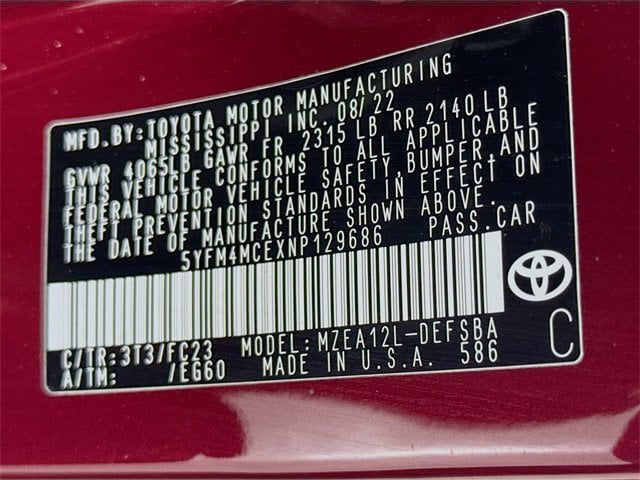 MFD.BY:TOYOTA MOTOR MANUFACTURING
MISSISSIPPI INC. 08/22
GVWR 4065LB GAWR FR 2315 LB RR 2140 LB
THIS VEHICLE CONFORMS TO ALL APPLICABLE
FEDERAL MOTOR VEHICLE SAFETY,BUMPER,AND
THEFT PREVENTION STANDARDS IN EFFECT ON
THE DATE OF MANUFACTURE SHOWN ABOVE.
5YFM4MCEXNP129686 PASS.CAR
C/TR:3T3/FC23 MODEL:MZEA12L-DEFSBA
A/TM: /EG60 MADE IN U.S.A. 586
C